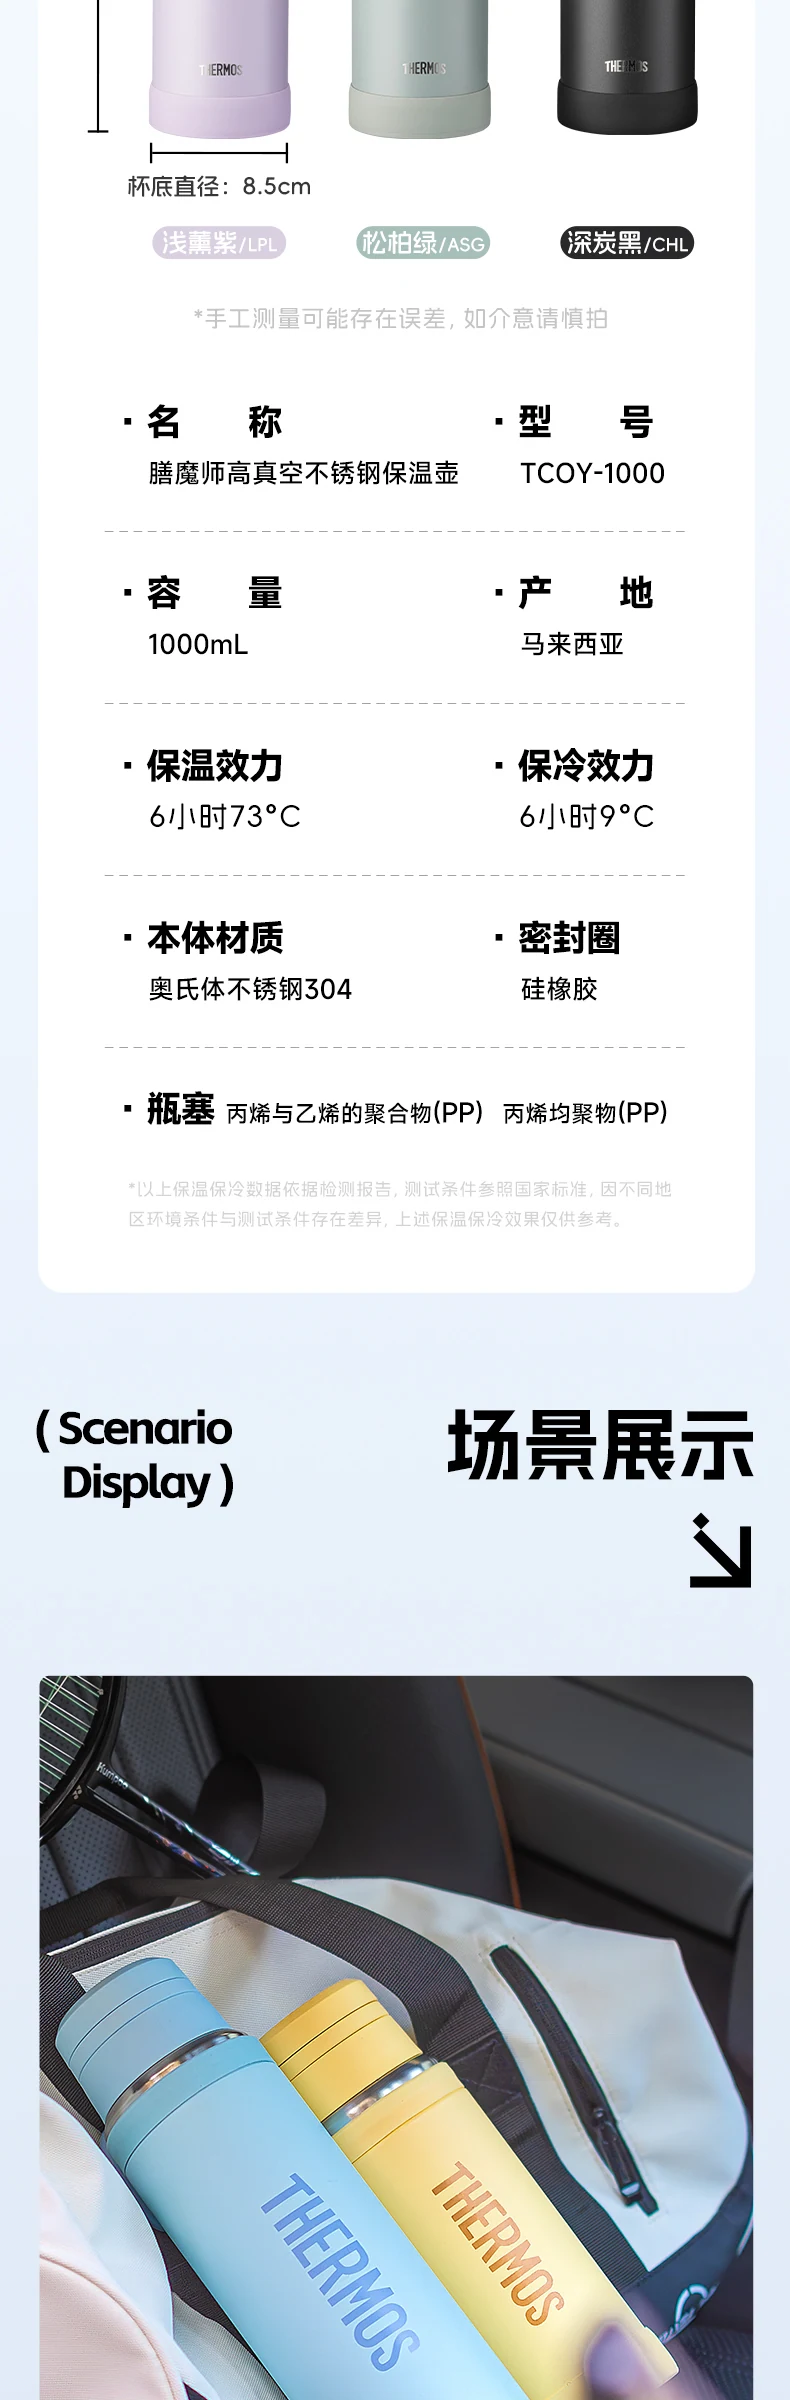 THERMOS THERMOS THERMOS
杯底直径：8.5cm
浅薰紫/LPL 松柏绿/ASG 深炭黑/CHL
*手工测量可能存在误差，如介意请慎拍
· 名 称 · 型 号
膳魔师高真空不锈钢保温壶 TCOY-1000
· 容 量 · 产 地
1000mL 马来西亚
· 保温效力 · 保冷效力
6小时73°C 6小时9°C
· 本体材质 · 密封圈
奥氏体不锈钢304 硅橡胶
· 瓶塞 丙烯与乙烯的聚合物(PP) 丙烯均聚物(PP)
*以上保温保冷数据依据检测报告，测试条件参照国家标准，因不同地
区环境条件与测试条件存在差异，上述保温保冷效果仅供参考。
( Scenario 场景展示
Display )
Kumpoo
THERMOS
THERMOS